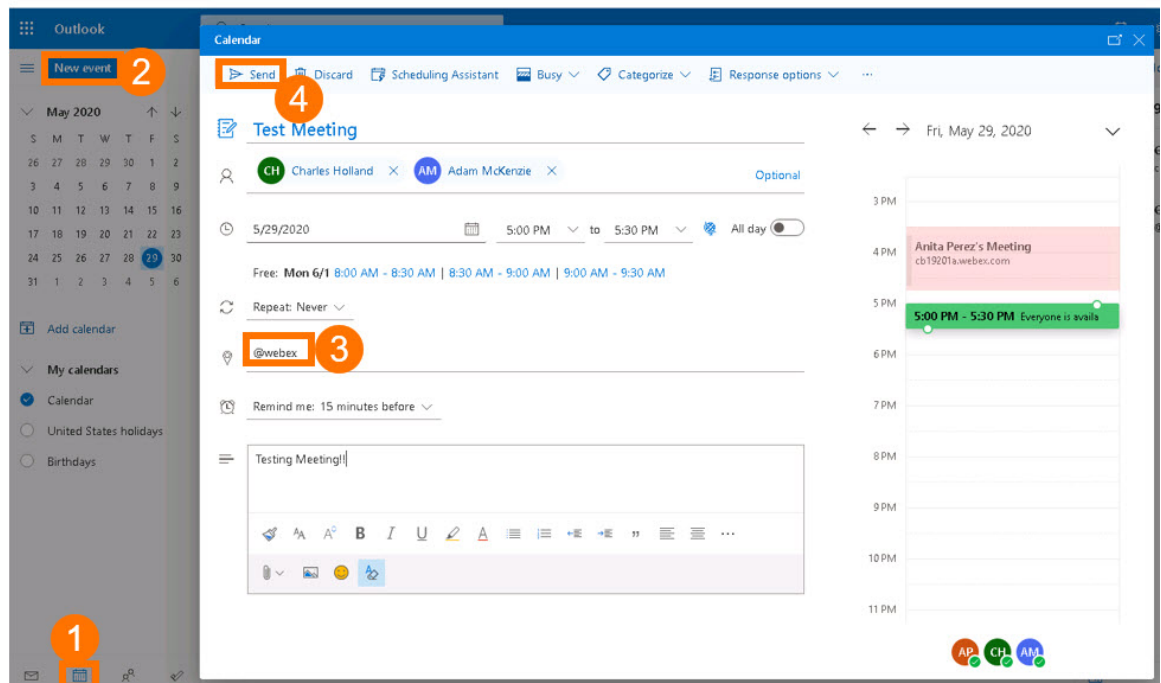 Outlook
Calendar
New event
2
Send Discard Scheduling Assistant Busy Categorize Response options ...
4
May 2020
S M T W T F S
26 27 28 29 30 1 2
3 4 5 6 7 8 9
10 11 12 13 14 15 16
17 18 19 20 21 22 23
24 25 26 27 28 29 30
31 1 2 3 4 5 6
Add calendar
My calendars
Calendar
United States holidays
Birthdays
1
Test Meeting
CH Charles Holland AM Adam McKenzie Optional
5/29/2020 5:00 PM to 5:30 PM All day
Free: Mon 6/1 8:00 AM - 8:30 AM | 8:30 AM - 9:00 AM | 9:00 AM - 9:30 AM
Repeat: Never
@webex 3
Remind me: 15 minutes before
Testing Meeting!!
Fri, May 29, 2020
3 PM
4 PM
Anita Perez's Meeting
cb19201a.webex.com
5 PM
5:00 PM - 5:30 PM Everyone is availa
6 PM
7 PM
8 PM
9 PM
10 PM
11 PM
AP CH AM